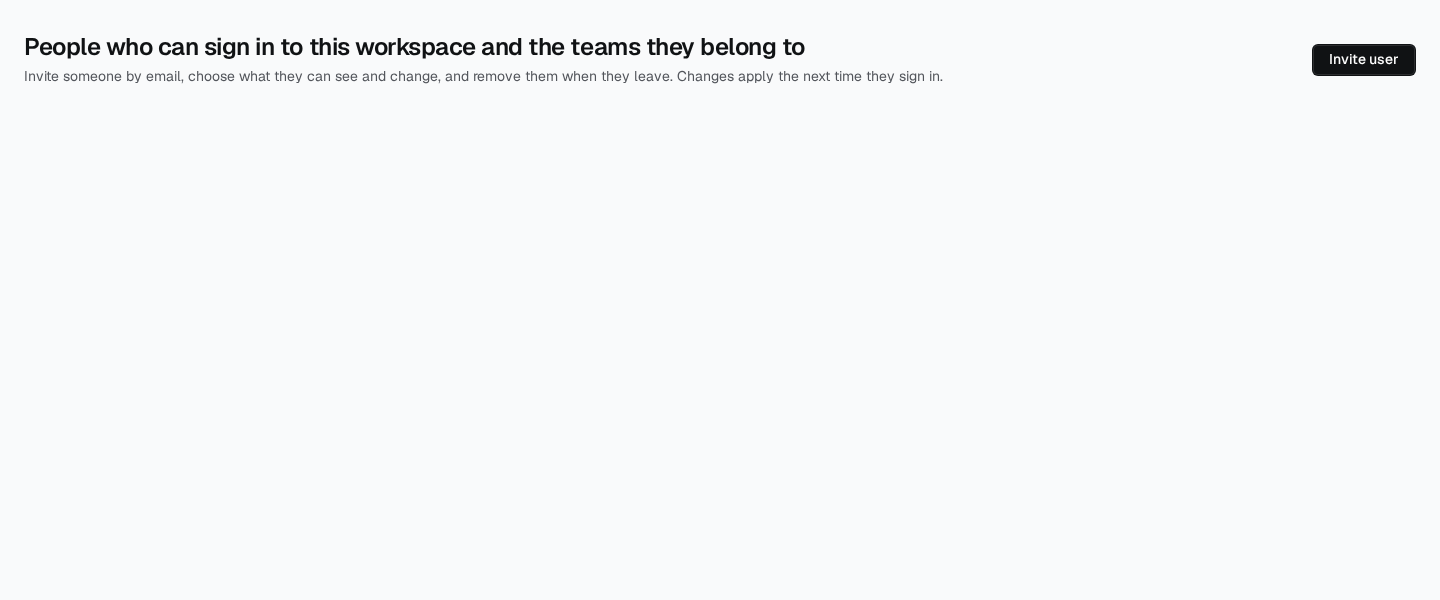 People who can sign in to this workspace and the teams they belong to
Invite someone by email, choose what they can see and change, and remove them when they leave. Changes apply the next time they sign in.
Invite user